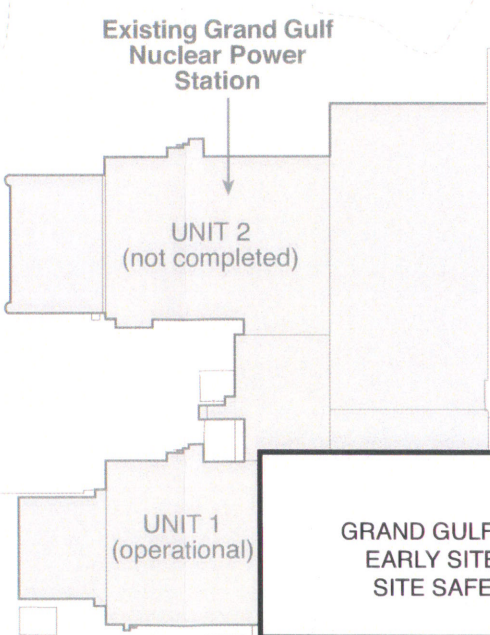 Existing Grand Gulf
Nuclear Power
Station
UNIT 2
(not completed)
UNIT 1
(operational)
GRAND GULF
EARLY SITE
SITE SAFE